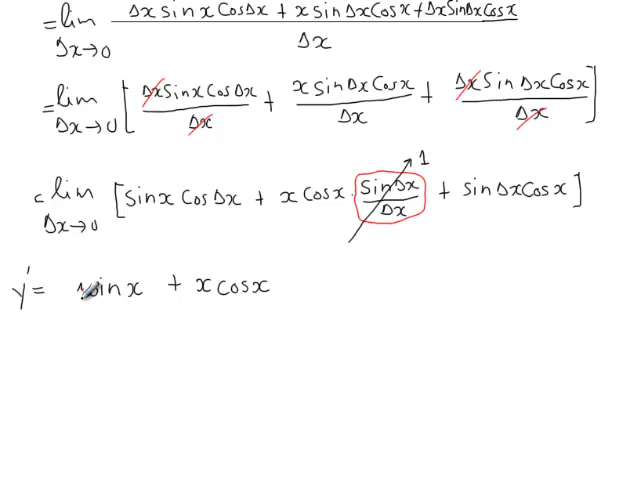 = lim Δx→0 Δx sin x Cos Δx + x sin Δx Cos x + Δx Sin Δx Cos x / Δx
= lim Δx→0 [ Δx Sin x Cos Δx / Δx + x Sin Δx Cos x / Δx + Δx Sin Δx Cos x / Δx ]
= lim Δx→0 [ Sin x Cos Δx + x Cos x · Sin Δx / Δx 1 + Sin Δx Cos x ]
y' = sin x + x cos x